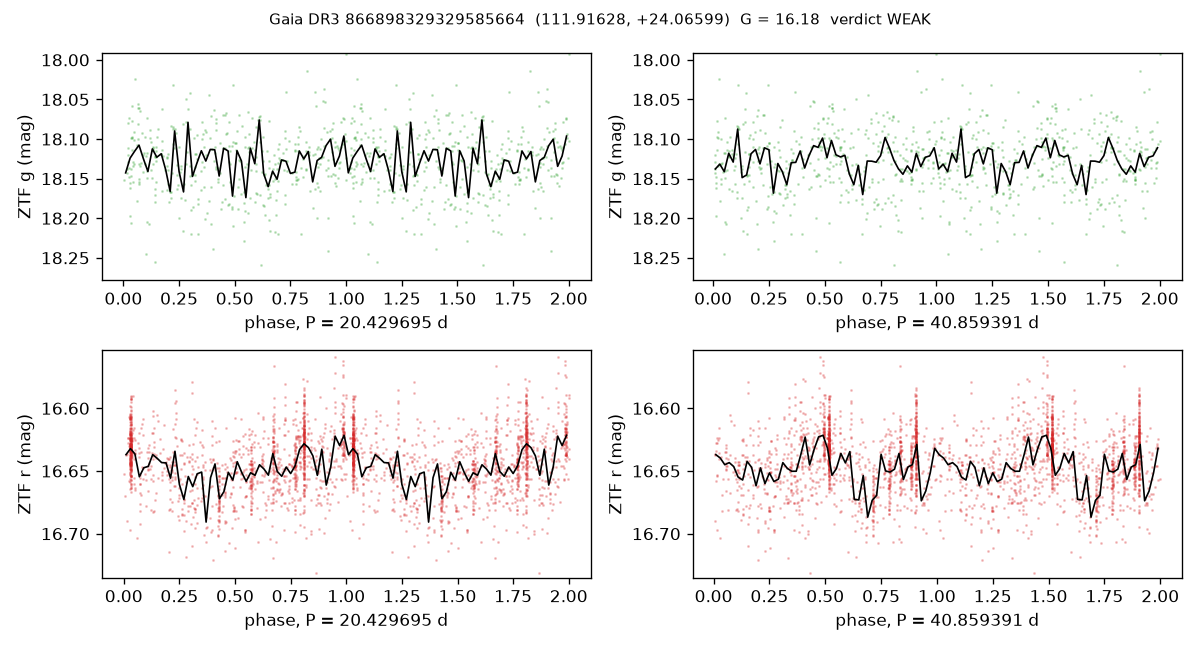 Gaia DR3 866898329329585664 (111.91628, +24.06599) G = 16.18 verdict WEAK
18.00
18.05
18.10
18.15
18.20
18.25
ZTF g (mag)
0.00 0.25 0.50 0.75 1.00 1.25 1.50 1.75 2.00
phase, P = 20.429695 d
18.00
18.05
18.10
18.15
18.20
18.25
ZTF g (mag)
0.00 0.25 0.50 0.75 1.00 1.25 1.50 1.75 2.00
phase, P = 40.859391 d
16.60
16.65
16.70
ZTF r (mag)
0.00 0.25 0.50 0.75 1.00 1.25 1.50 1.75 2.00
phase, P = 20.429695 d
16.60
16.65
16.70
ZTF r (mag)
0.00 0.25 0.50 0.75 1.00 1.25 1.50 1.75 2.00
phase, P = 40.859391 d